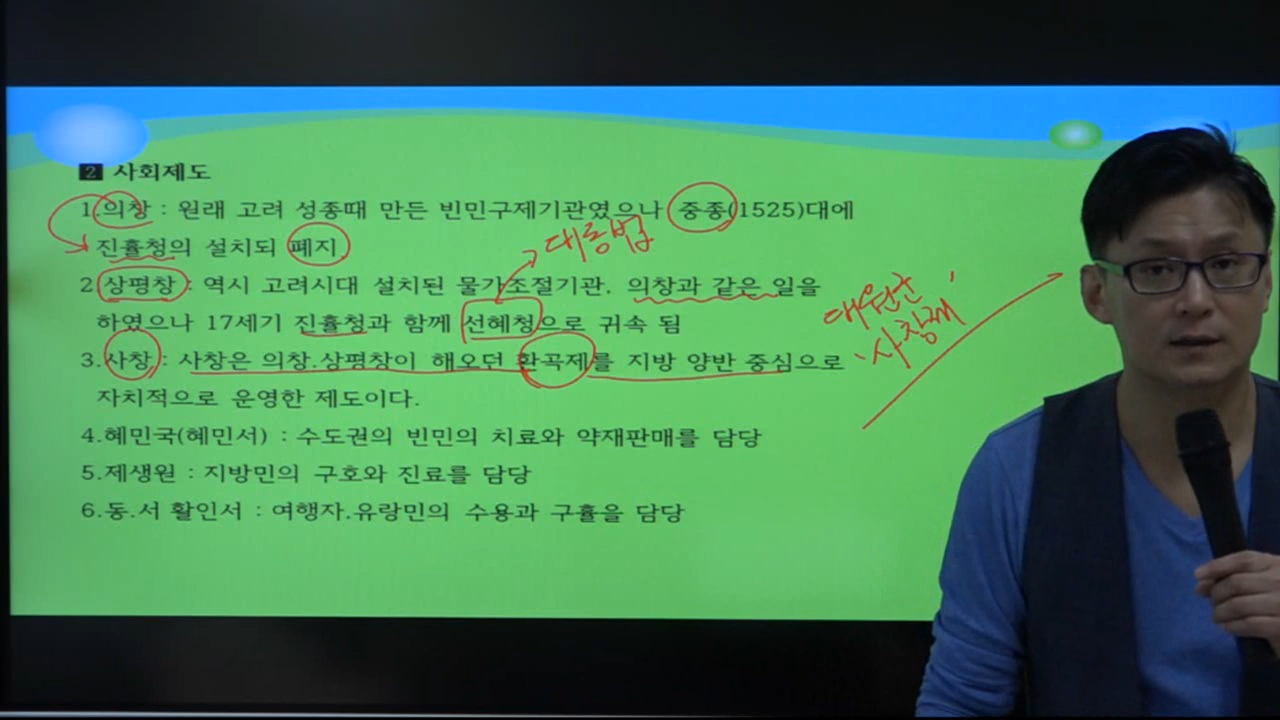 2 사회제도
1.의창 : 원래 고려 성종때 만든 빈민구제기관였으나 중종(1525)대에
진휼청의 설치되 폐지
대동법
2.상평창 : 역시 고려시대 설치된 물가조절기관. 의창과 같은 일을
하였으나 17세기 진휼청과 함께 선혜청으로 귀속 됨
대원군
'사창제'
3.사창 : 사창은 의창.상평창이 해오던 환곡제를 지방 양반 중심으로
자치적으로 운영한 제도이다.
4.혜민국(혜민서) : 수도권의 빈민의 치료와 약재판매를 담당
5.제생원 : 지방민의 구호와 진료를 담당
6.동.서 활인서 : 여행자.유랑민의 수용과 구휼을 담당